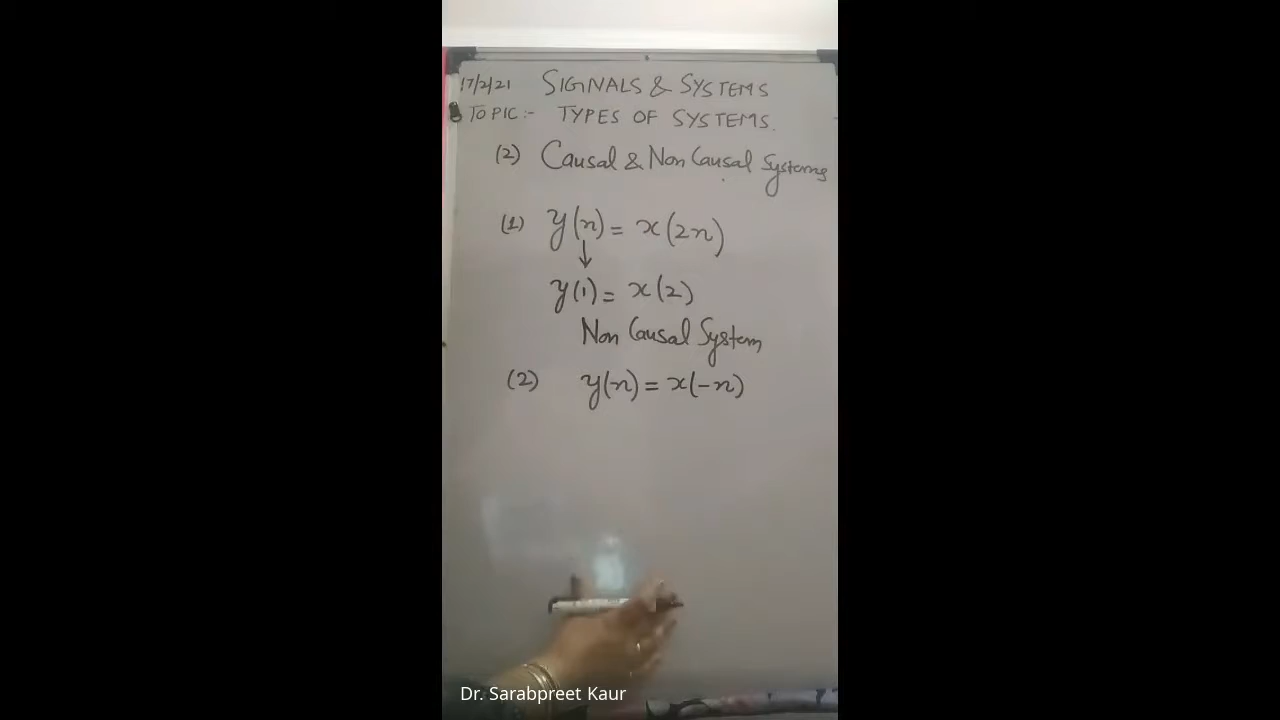 17/2/21 SIGNALS & SYSTEMS
TOPIC:- TYPES OF SYSTEMS.
(2) Causal & Non Causal Systems
(1) y(n) = x(2n)
↓
y(1) = x(2)
Non Causal System
(2) y(n) = x(-n)
Dr. Sarabpreet Kaur